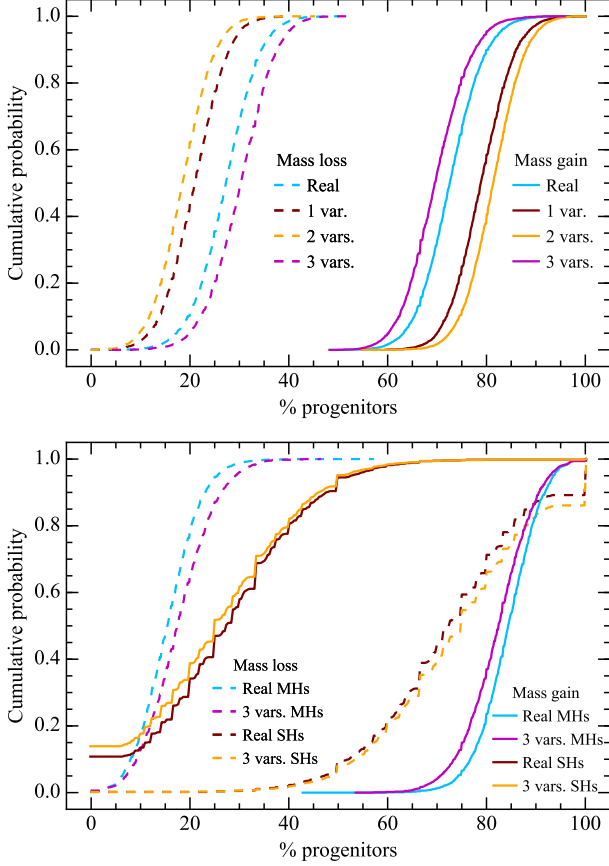 1.0
0.8
0.6
0.4
0.2
0.0
Cumulative probability
Mass loss
Real
1 var.
2 vars.
3 vars.
Mass gain
Real
1 var.
2 vars.
3 vars.
0 20 40 60 80 100
% progenitors
1.0
0.8
0.6
0.4
0.2
0.0
Cumulative probability
Mass loss
Real MHs
3 vars. MHs
Real SHs
3 vars. SHs
Mass gain
Real MHs
3 vars. MHs
Real SHs
3 vars. SHs
0 20 40 60 80 100
% progenitors